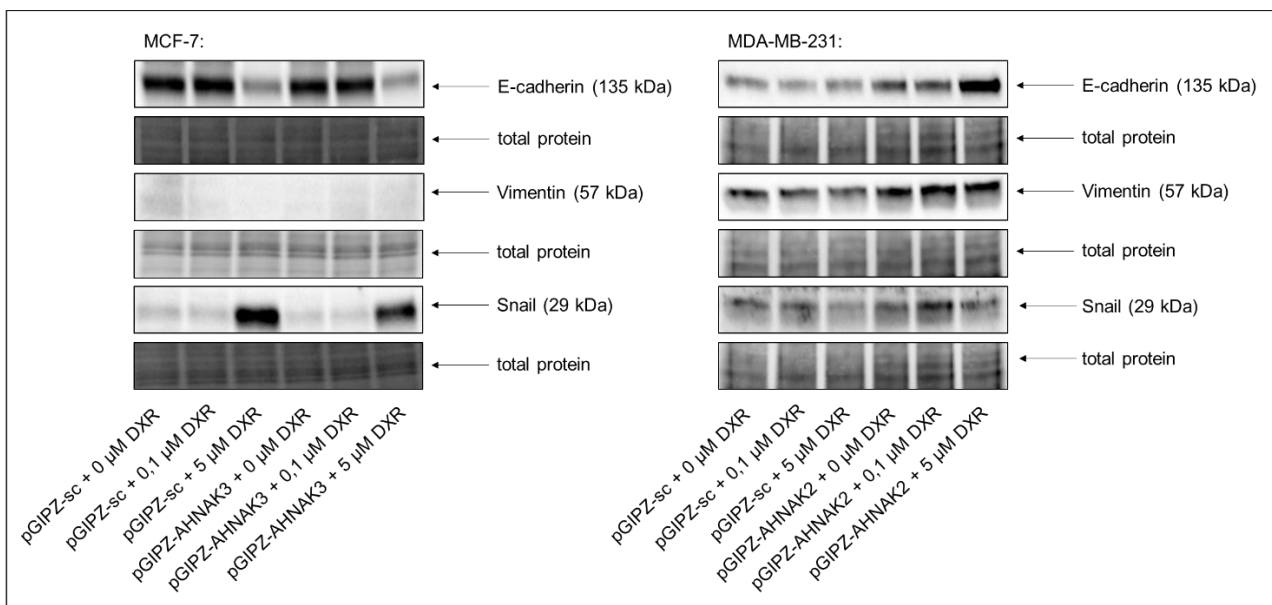 MCF-7:
E-cadherin (135 kDa)
total protein
Vimentin (57 kDa)
total protein
Snail (29 kDa)
total protein
pGIPZ-sc + 0 µM DXR
pGIPZ-sc + 0,1 µM DXR
pGIPZ-sc + 5 µM DXR
pGIPZ-AHNAK3 + 0 µM DXR
pGIPZ-AHNAK3 + 0,1 µM DXR
pGIPZ-AHNAK3 + 5 µM DXR
MDA-MB-231:
E-cadherin (135 kDa)
total protein
Vimentin (57 kDa)
total protein
Snail (29 kDa)
total protein
pGIPZ-sc + 0 µM DXR
pGIPZ-sc + 0,1 µM DXR
pGIPZ-sc + 5 µM DXR
pGIPZ-AHNAK2 + 0 µM DXR
pGIPZ-AHNAK2 + 0,1 µM DXR
pGIPZ-AHNAK2 + 5 µM DXR